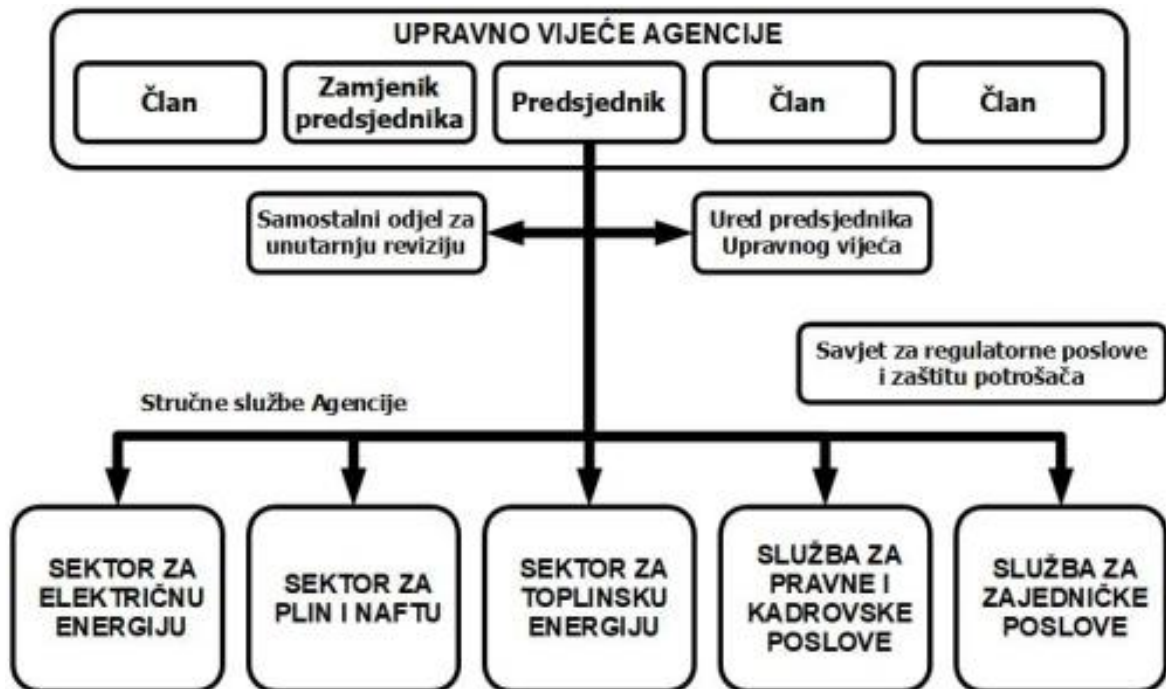 UPRAVNO VIJEĆE AGENCIJE
Član
Zamjenik
predsjednika
Predsjednik
Član
Član
Samostalni odjel za
unutarnju reviziju
Ured predsjednika
Upravnog vijeća
Savjet za regulatorne poslove
i zaštitu potrošača
Stručne službe Agencije
SEKTOR ZA
ELEKTRIČNU
ENERGIJU
SEKTOR ZA
PLIN I NAFTU
SEKTOR ZA
TOPLINSKU
ENERGIJU
SLUŽBA ZA
PRAVNE I
KADROVSKE
POSLOVE
SLUŽBA ZA
ZAJEDNIČKE
POSLOVE